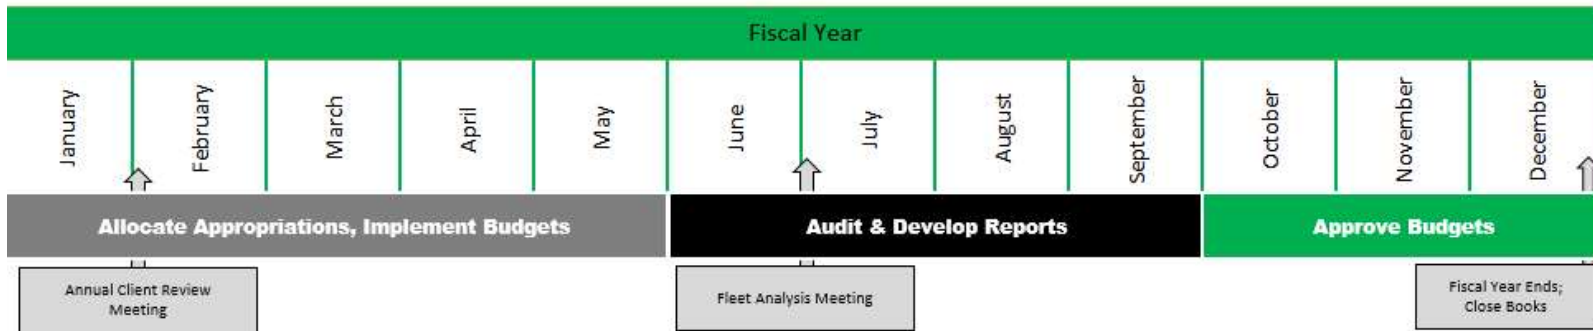 Fiscal Year
January
February
March
April
May
June
July
August
September
October
November
December
Allocate Appropriations, Implement Budgets
Audit & Develop Reports
Approve Budgets
Annual Client Review
Meeting
Fleet Analysis Meeting
Fiscal Year Ends;
Close Books